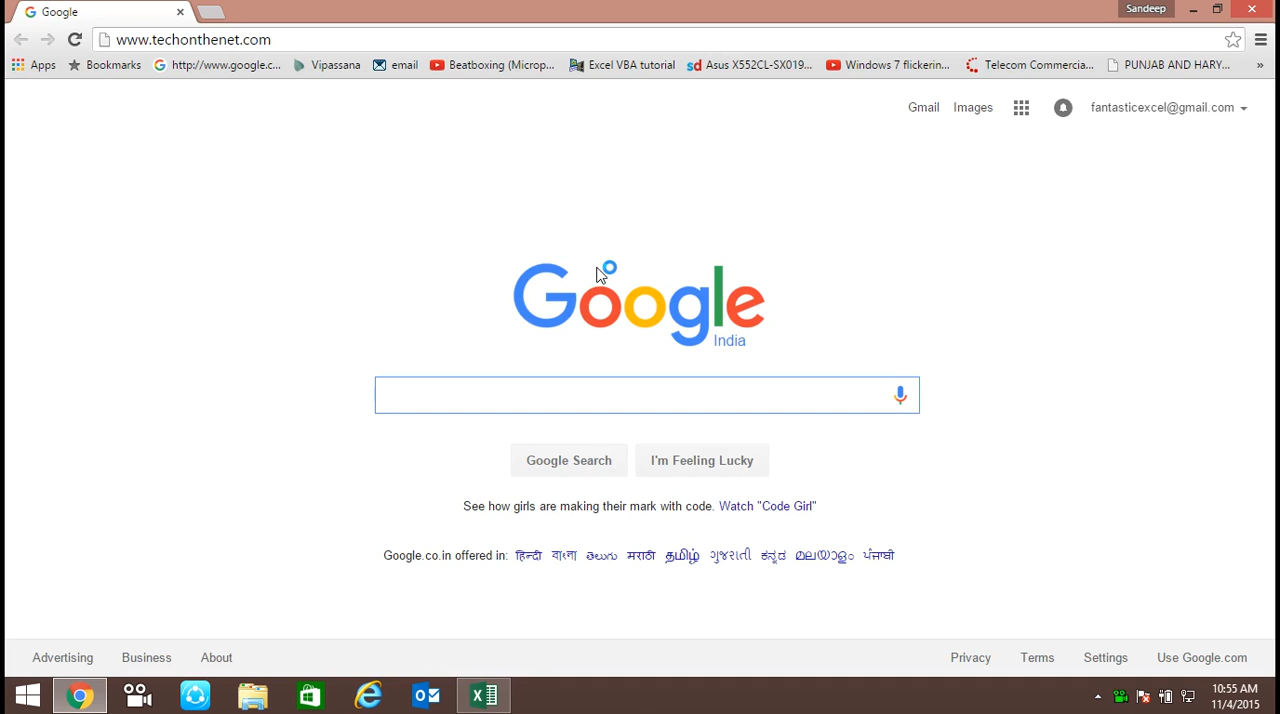 Google
Sandeep
www.techonthenet.com
Apps Bookmarks http://www.google.c... Vipassana email Beatboxing (Microp... Excel VBA tutorial sd Asus X552CL-SX019... Windows 7 flickerin... Telecom Commercia... PUNJAB AND HARY... »
Gmail Images fantasticexcel@gmail.com
Google
India
Google Search I'm Feeling Lucky
See how girls are making their mark with code. Watch "Code Girl"
Google.co.in offered in: हिन्दी বাংলা తెలుగు मराठी தமிழ் ગુજરાતી ಕನ್ನಡ മലയാളം ਪੰਜਾਬੀ
Advertising Business About Privacy Terms Settings Use Google.com
10:55 AM
11/4/2015